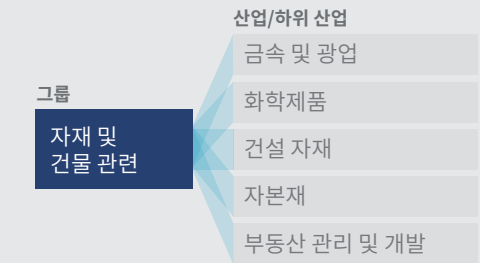 산업/하위 산업
금속 및 광업
그룹
화학제품
자재 및
건물 관련
건설 자재
자본재
부동산 관리 및 개발